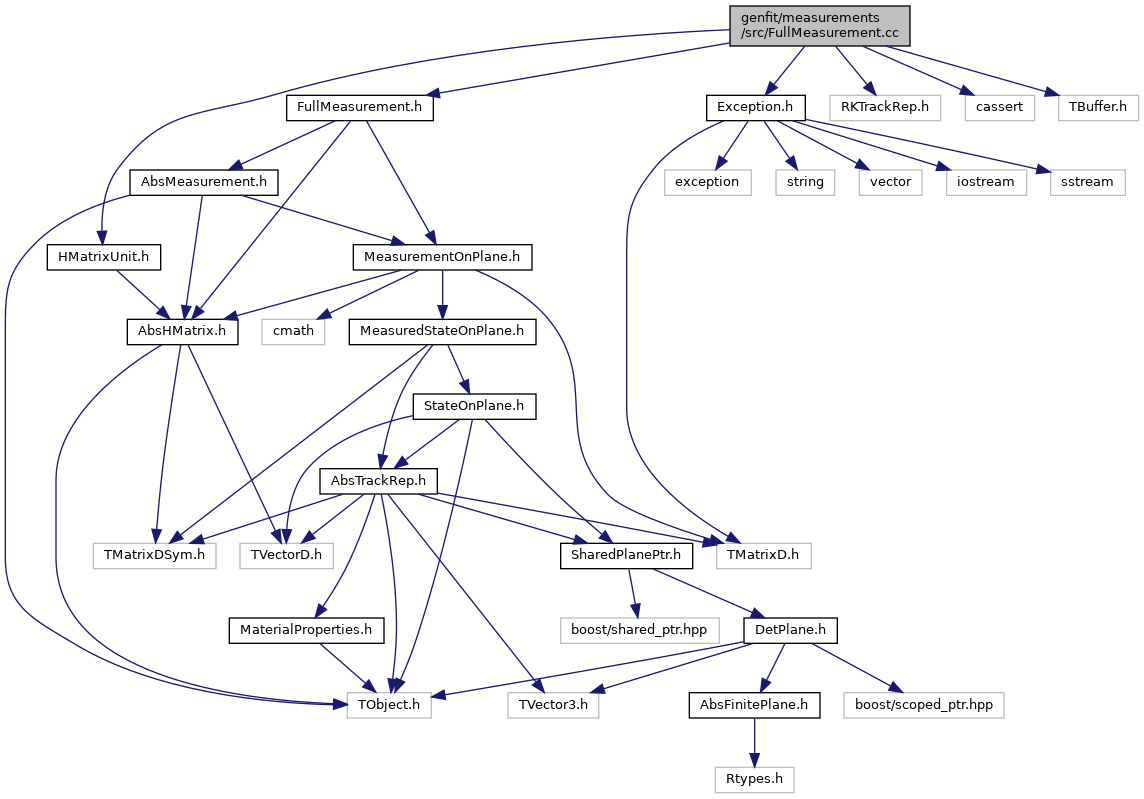 genfit/measurements
/src/FullMeasurement.cc
FullMeasurement.h
Exception.h
RKTrackRep.h
cassert
TBuffer.h
AbsMeasurement.h
exception
string
vector
iostream
sstream
HMatrixUnit.h
MeasurementOnPlane.h
AbsHMatrix.h
cmath
MeasuredStateOnPlane.h
StateOnPlane.h
AbsTrackRep.h
TMatrixDSym.h
TVectorD.h
SharedPlanePtr.h
TMatrixD.h
MaterialProperties.h
boost/shared_ptr.hpp
DetPlane.h
TObject.h
TVector3.h
AbsFinitePlane.h
boost/scoped_ptr.hpp
Rtypes.h